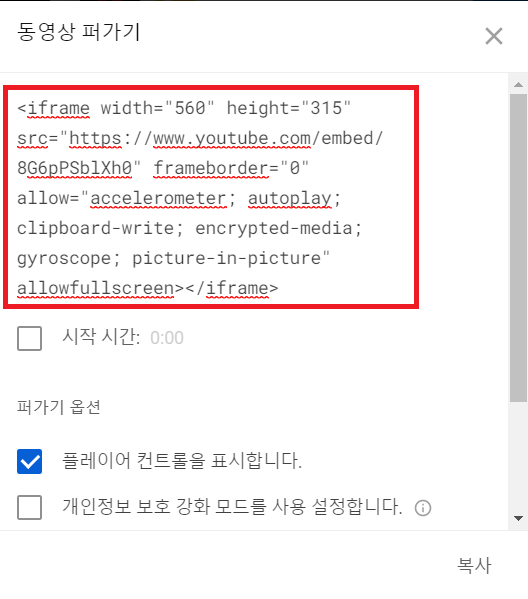 동영상 퍼가기
<iframe width="560" height="315"
src="https://www.youtube.com/embed/
8G6pPSblXh0" frameborder="0"
allow="accelerometer; autoplay;
clipboard-write; encrypted-media;
gyroscope; picture-in-picture"
allowfullscreen></iframe>
시작 시간: 0:00
퍼가기 옵션
플레이어 컨트롤을 표시합니다.
개인정보 보호 강화 모드를 사용 설정합니다.
복사